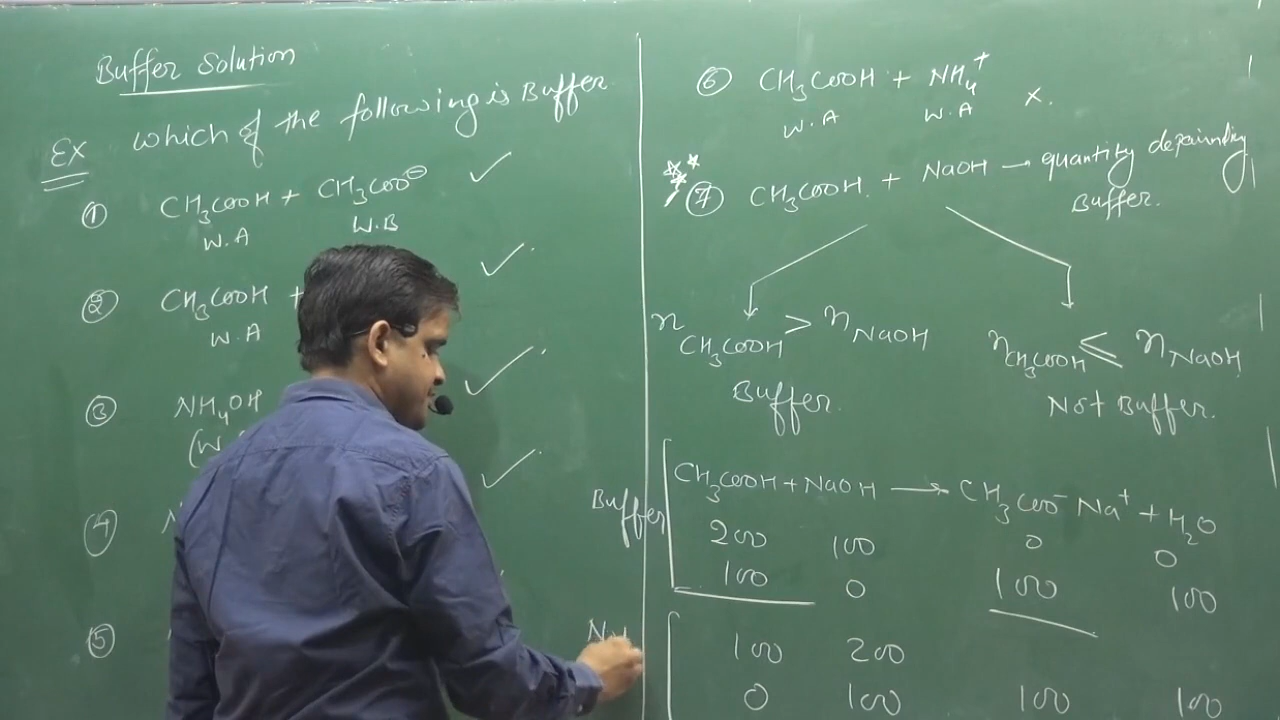 Buffer Solution
Ex which of the following is Buffer
① CH₃COOH + CH₃COO⊖ ✓
W.A W.B
② CH₃COOH + ✓
W.A
③ NH₄OH ✓
(W.
④ N ✓
⑤
⑥ CH₃COOH + NH₄⁺ ×.
W.A W.A
⑦ CH₃COOH + NaOH → quantity depainding
Buffer.
n CH₃COOH > n NaOH
Buffer.
n CH₃COOH ≤ n NaOH
Not Buffer.
Buffer
CH₃COOH + NaOH → CH₃COO⁻ Na⁺ + H₂O
200 100 0 0
100 0 100 100
100 200
0 100 100 100